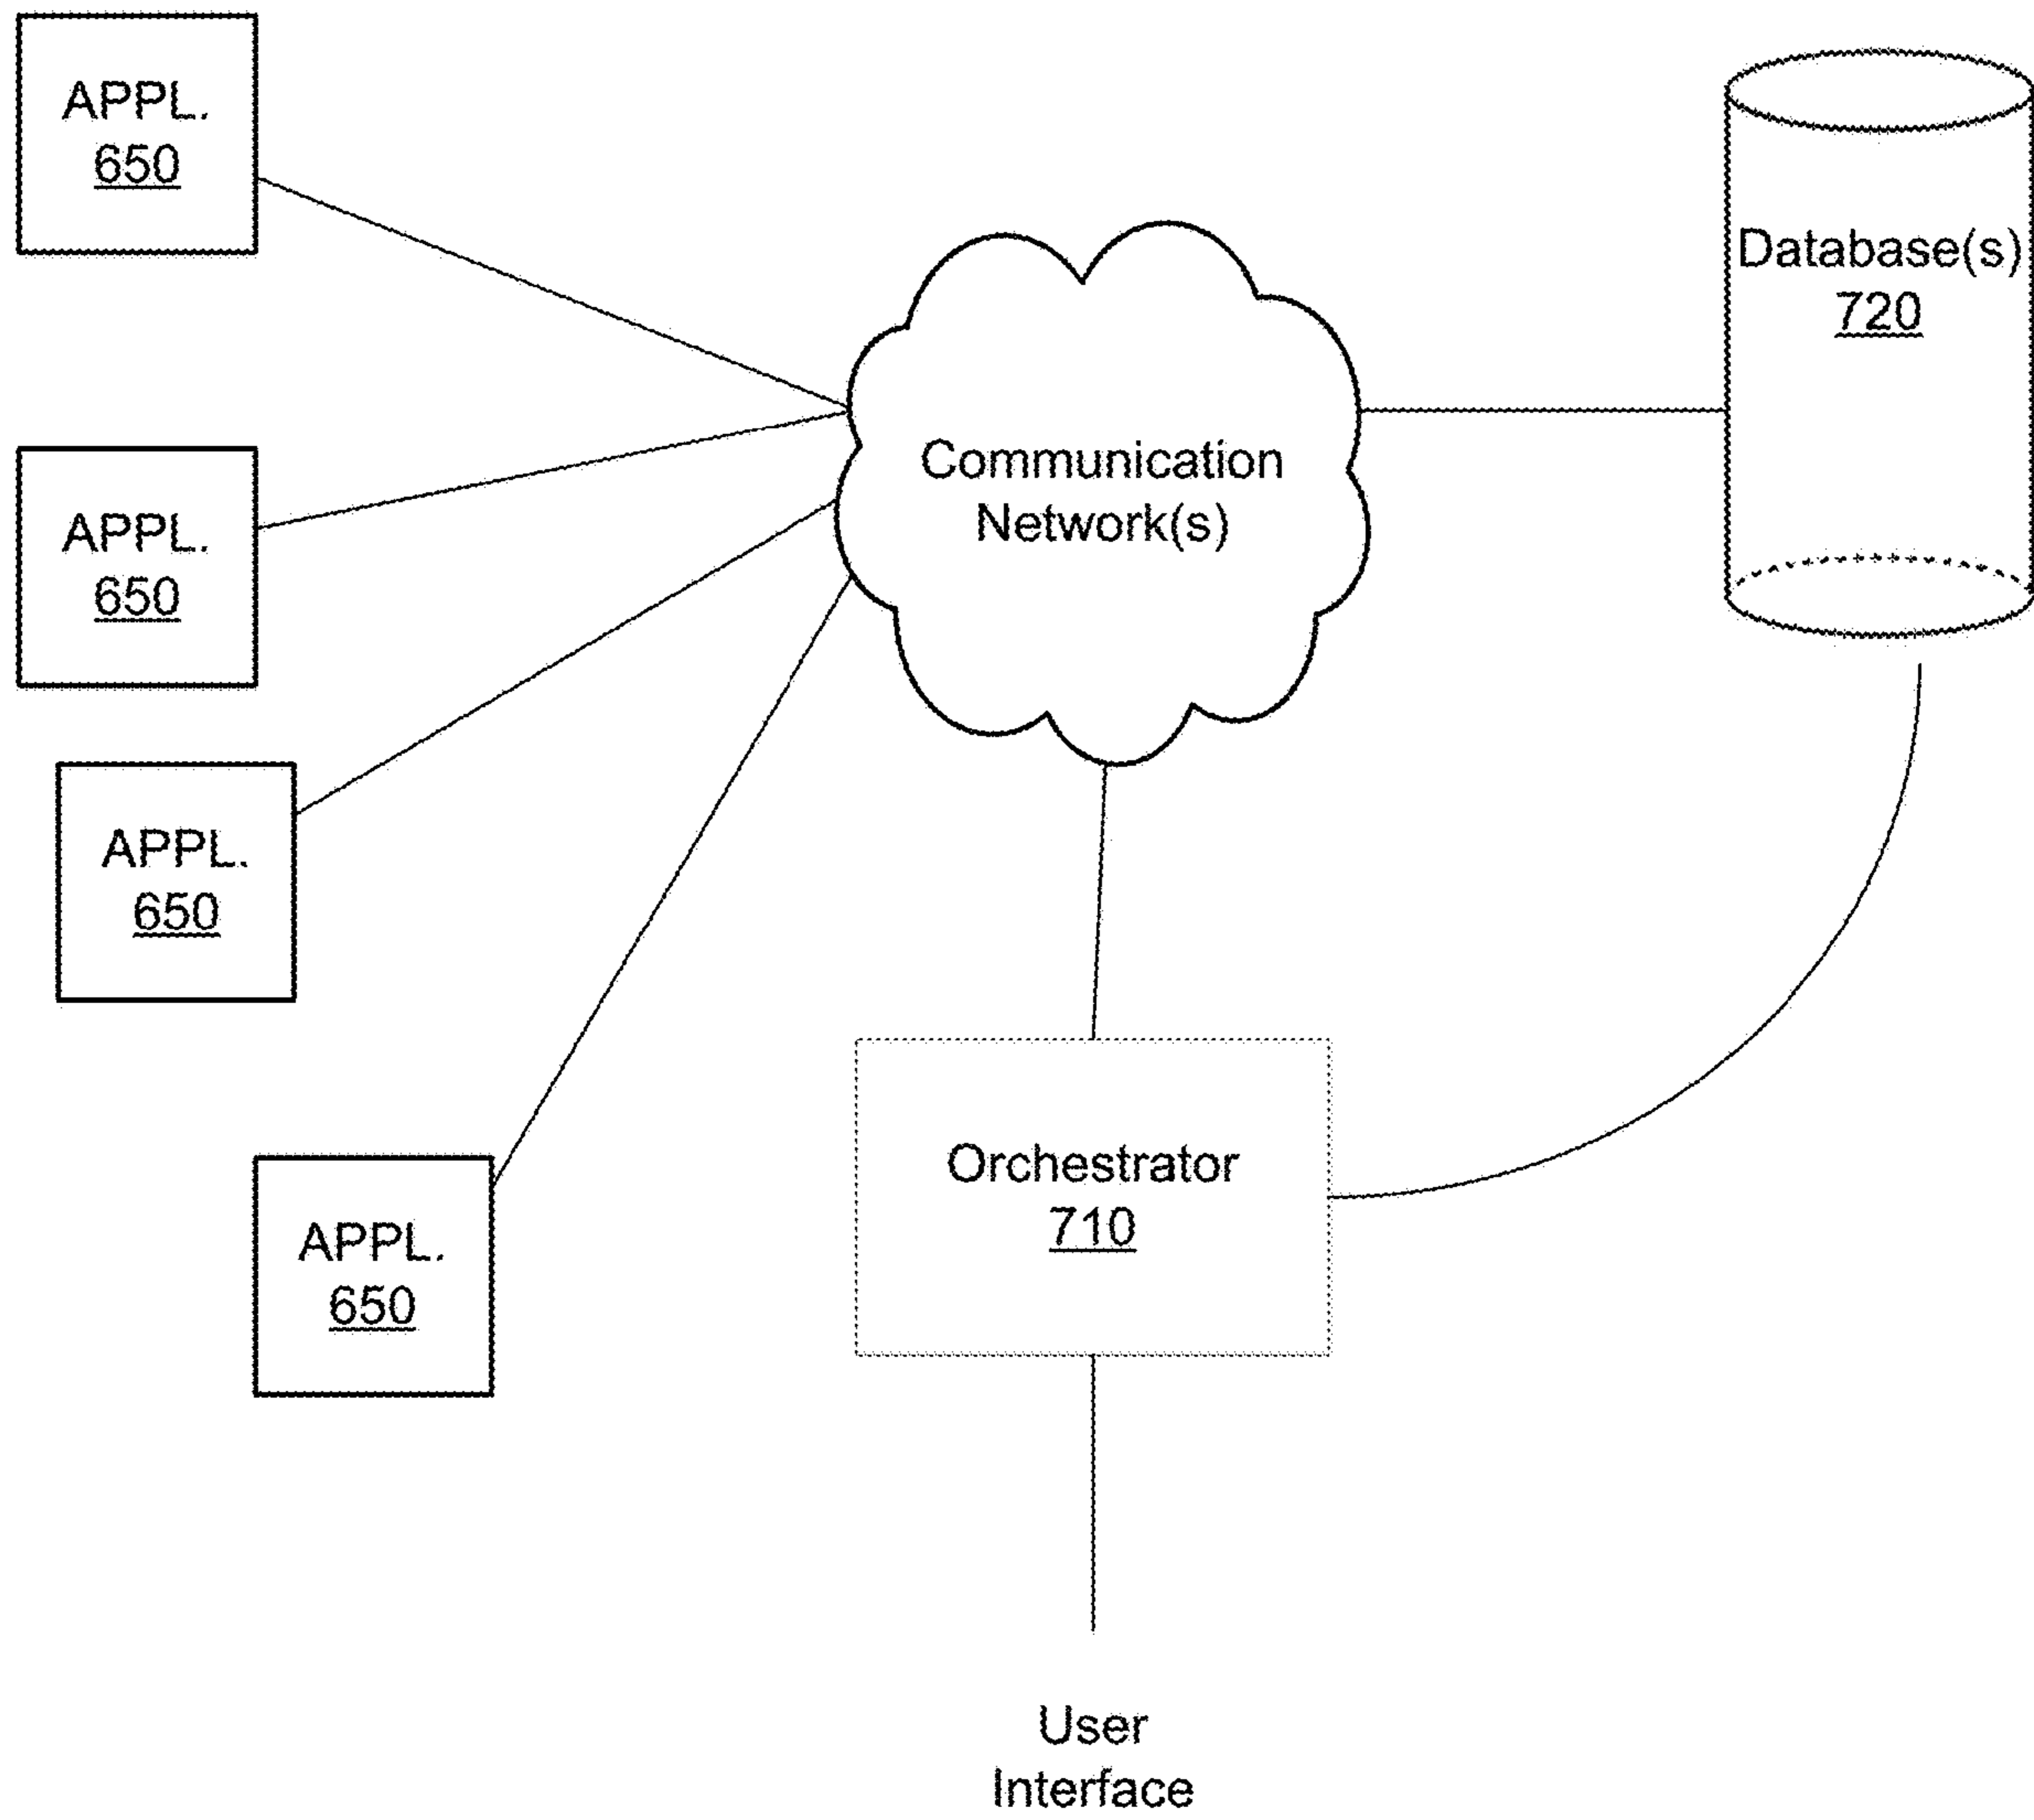 APPL.
650
Database(s)
720
Communication
Network(s)
APPL.
650
APPL.
650
Orchestrator
710
APPL.
650
User
Interface